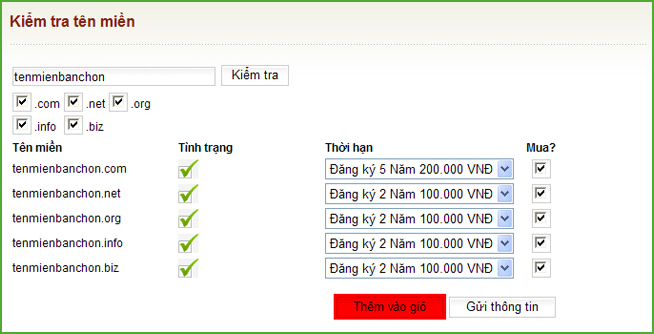 Kiểm tra tên miền
tenmienbanchon Kiểm tra
.com .net .org
.info .biz
Tên miền Tính trạng Thời hạn Mua?
tenmienbanchon.com Đăng ký 5 Năm 200.000 VNĐ
tenmienbanchon.net Đăng ký 2 Năm 100.000 VNĐ
tenmienbanchon.org Đăng ký 2 Năm 100.000 VNĐ
tenmienbanchon.info Đăng ký 2 Năm 100.000 VNĐ
tenmienbanchon.biz Đăng ký 2 Năm 100.000 VNĐ
Thêm vào giỏ Gửi thông tin